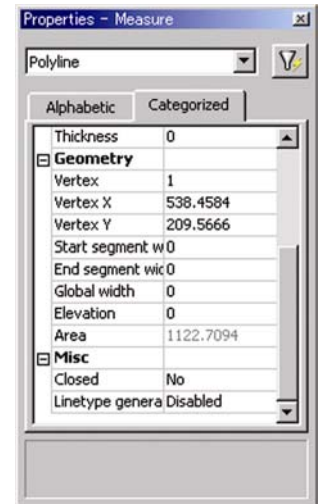 Properties - Measure
Polyline
Alphabetic Categorized
Thickness 0
Geometry
Vertex 1
Vertex X 538.4584
Vertex Y 209.5666
Start segment w 0
End segment wic 0
Global width 0
Elevation 0
Area 1122.7094
Misc
Closed No
Linetype genera Disabled